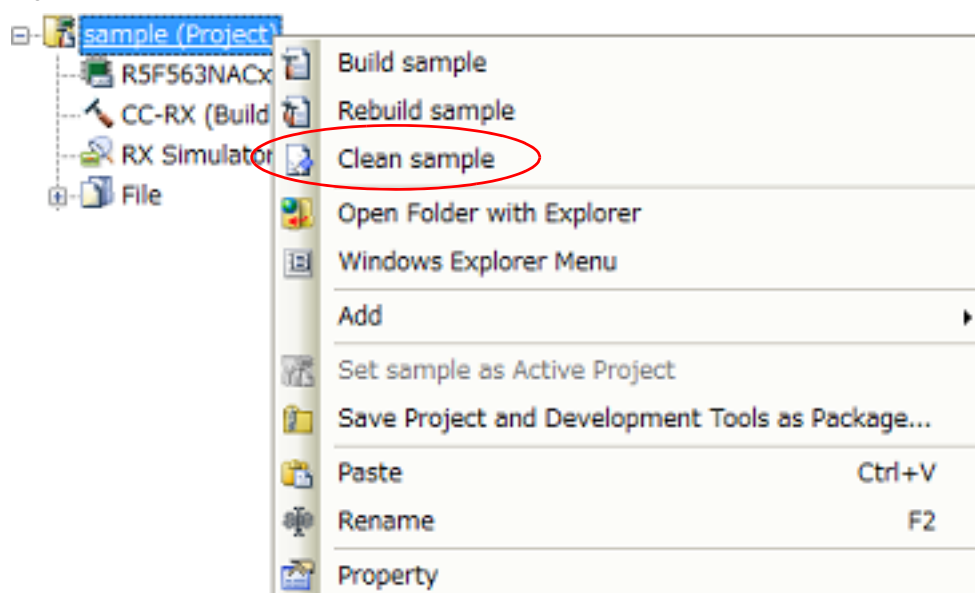 sample (Project)
R5F563NACx
CC-RX (Build
RX Simulator
File
Build sample
Rebuild sample
Clean sample
Open Folder with Explorer
Windows Explorer Menu
Add
Set sample as Active Project
Save Project and Development Tools as Package...
Paste Ctrl+V
Rename F2
Property